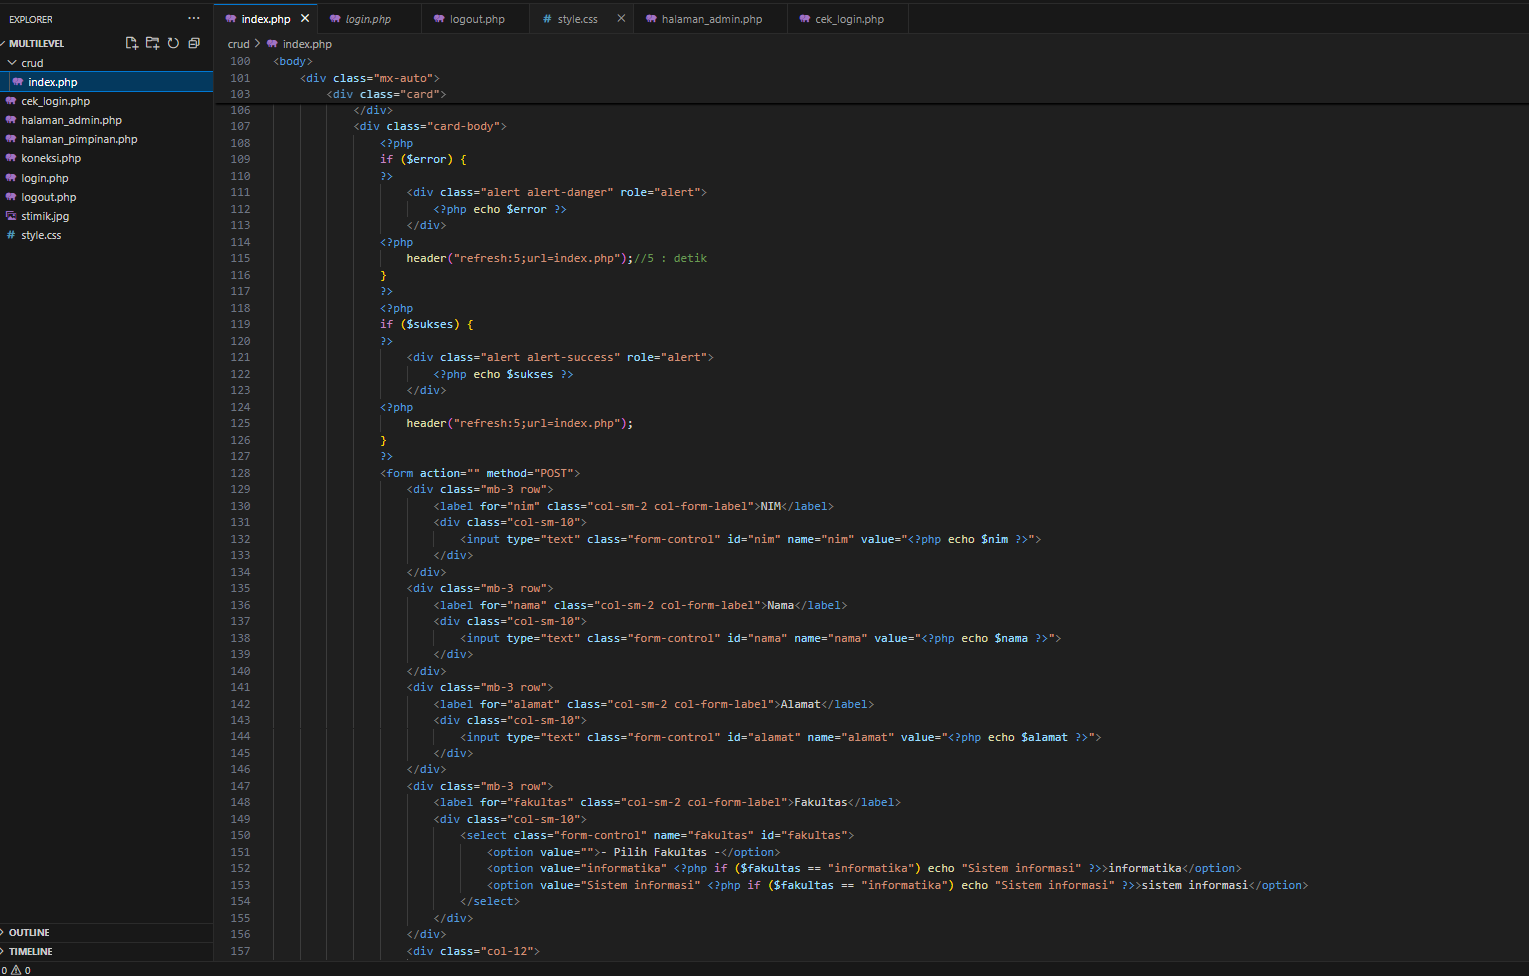 EXPLORER
MULTILEVEL
crud
index.php
cek_login.php
halaman_admin.php
halaman_pimpinan.php
koneksi.php
login.php
logout.php
stimik.jpg
style.css
OUTLINE
TIMELINE
0 0
index.php login.php logout.php # style.css halaman_admin.php cek_login.php
crud > index.php
100 <body>
101 <div class="mx-auto">
103 <div class="card">
106 </div>
107 <div class="card-body">
108 <?php
109 if ($error) {
110 ?>
111 <div class="alert alert-danger" role="alert">
112 <?php echo $error ?>
113 </div>
114 <?php
115 header("refresh:5;url=index.php");//5 : detik
116 }
117 ?>
118 <?php
119 if ($sukses) {
120 ?>
121 <div class="alert alert-success" role="alert">
122 <?php echo $sukses ?>
123 </div>
124 <?php
125 header("refresh:5;url=index.php");
126 }
127 ?>
128 <form action="" method="POST">
129 <div class="mb-3 row">
130 <label for="nim" class="col-sm-2 col-form-label">NIM</label>
131 <div class="col-sm-10">
132 <input type="text" class="form-control" id="nim" name="nim" value="<?php echo $nim ?>">
133 </div>
134 </div>
135 <div class="mb-3 row">
136 <label for="nama" class="col-sm-2 col-form-label">Nama</label>
137 <div class="col-sm-10">
138 <input type="text" class="form-control" id="nama" name="nama" value="<?php echo $nama ?>">
139 </div>
140 </div>
141 <div class="mb-3 row">
142 <label for="alamat" class="col-sm-2 col-form-label">Alamat</label>
143 <div class="col-sm-10">
144 <input type="text" class="form-control" id="alamat" name="alamat" value="<?php echo $alamat ?>">
145 </div>
146 </div>
147 <div class="mb-3 row">
148 <label for="fakultas" class="col-sm-2 col-form-label">Fakultas</label>
149 <div class="col-sm-10">
150 <select class="form-control" name="fakultas" id="fakultas">
151 <option value="">- Pilih Fakultas -</option>
152 <option value="informatika" <?php if ($fakultas == "informatika") echo "Sistem informasi" ?>>informatika</option>
153 <option value="Sistem informasi" <?php if ($fakultas == "informatika") echo "Sistem informasi" ?>>sistem informasi</option>
154 </select>
155 </div>
156 </div>
157 <div class="col-12">